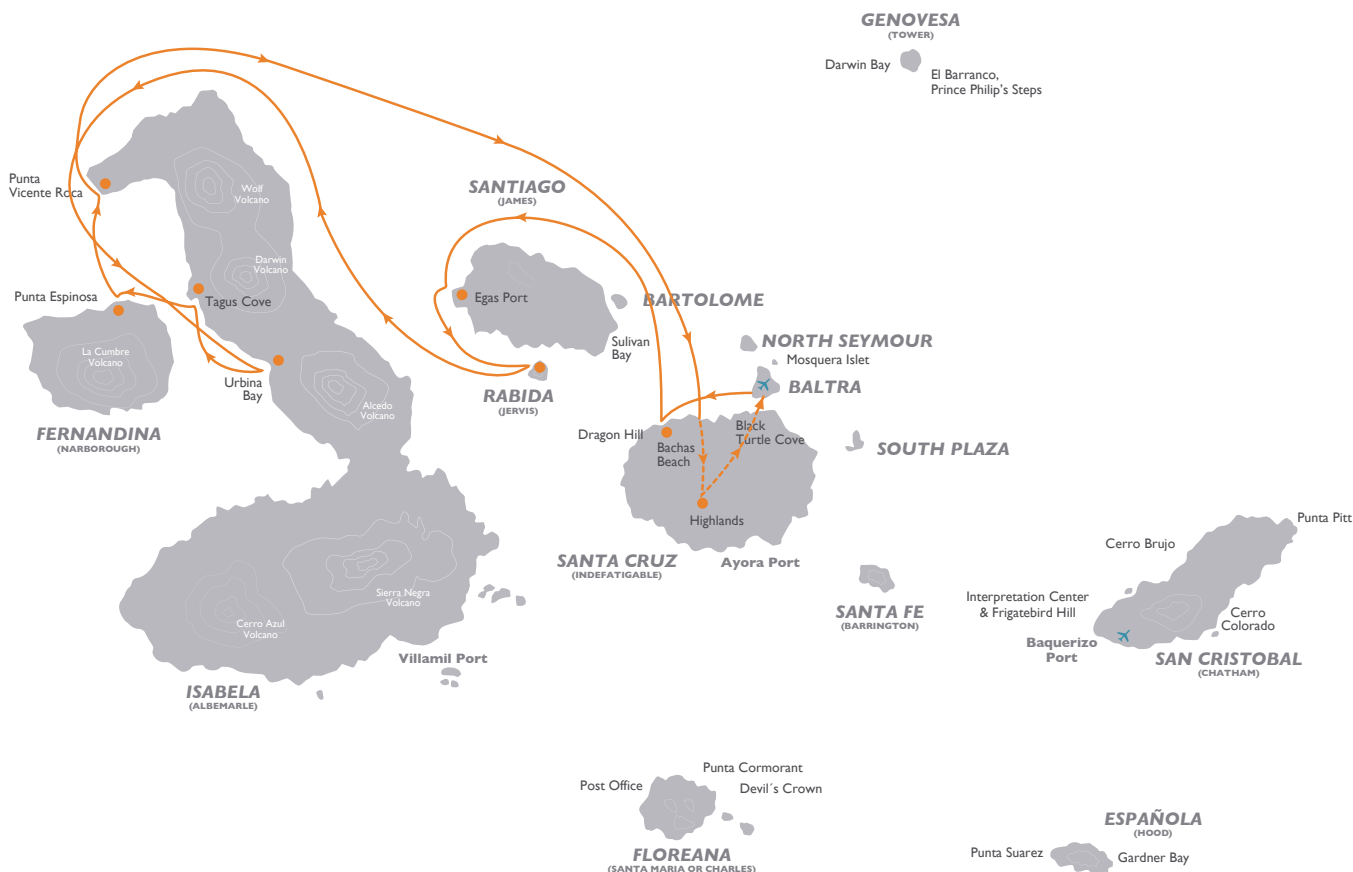 GENOVESA
(TOWER)
Darwin Bay
El Barranco,
Prince Philip's Steps
Punta
Vicente Roca
Wolf
Volcano
SANTIAGO
(JAMES)
Darwin
Volcano
Punta Espinosa
Tagus Cove
Egas Port
BARTOLOME
La Cumbre
Volcano
Sulivan
Bay
NORTH SEYMOUR
Mosquera Islet
Urbina
Bay
Alcedo
Volcano
RABIDA
(JERVIS)
BALTRA
FERNANDINA
(NARBOROUGH)
Dragon Hill
Bachas
Beach
Black
Turtle Cove
SOUTH PLAZA
Highlands
Punta Pitt
SANTA CRUZ
(INDEFATIGABLE)
Ayora Port
Cerro Brujo
Sierra Negra
Volcano
Cerro Azul
Volcano
SANTA FE
(BARRINGTON)
Interpretation Center
& Frigatebird Hill
Cerro
Colorado
Baquerizo
Port
SAN CRISTOBAL
(CHATHAM)
Villamil Port
ISABELA
(ALBEMARLE)
Punta Cormorant
Post Office
Devil´s Crown
FLOREANA
(SANTA MARIA OR CHARLES)
ESPAÑOLA
(HOOD)
Punta Suarez
Gardner Bay